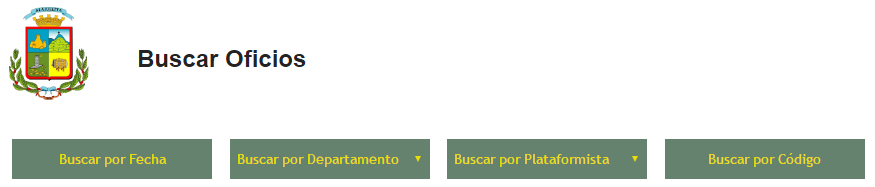 Buscar Oficios
Buscar por Fecha
Buscar por Departamento
Buscar por Plataformista
Buscar por Código